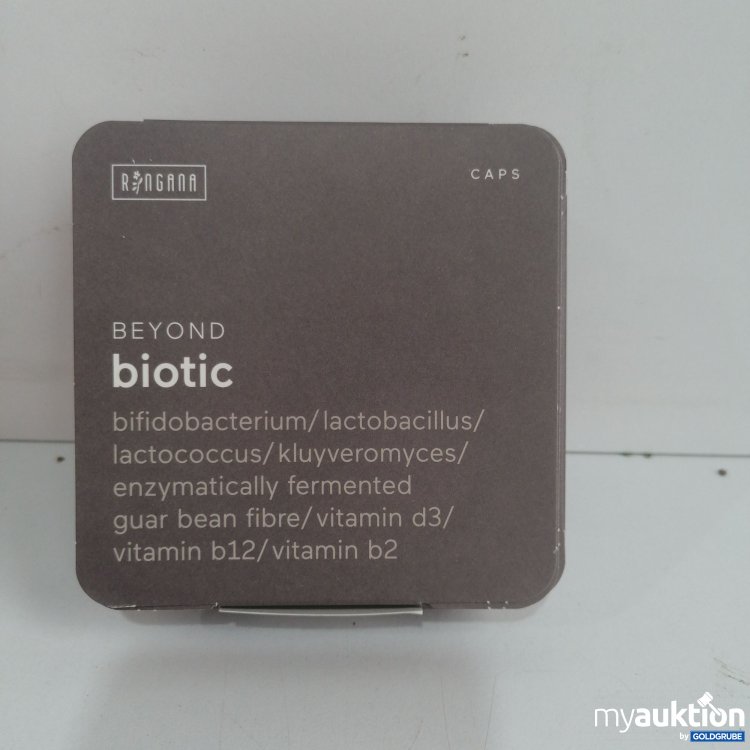 RINGANA
CAPS
BEYOND
biotic
bifidobacterium/lactobacillus/
lactococcus/kluyveromyces/
enzymatically fermented
guar bean fibre/vitamin d3/
vitamin b12/vitamin b2
myauktion
by GOLDGRUBE